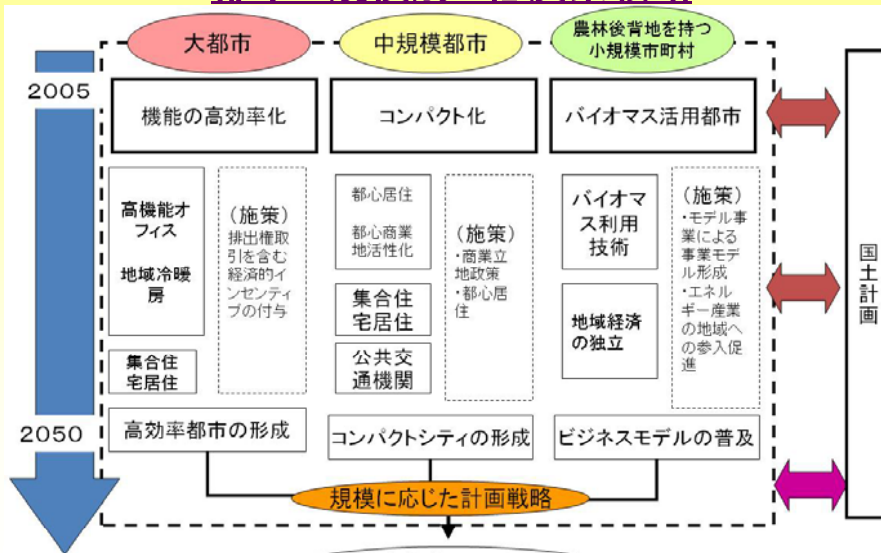 大都市
中規模都市
農林後背地を持つ
小規模市町村
2005
機能の高効率化
コンパクト化
バイオマス活用都市
高機能オ
フィス
地域冷暖
房
(施策)
排出権取
引を含む
経済的イ
ンセンティ
ブの付与
集合住
宅居住
都心居住
都心商業
地活性化
集合住
宅居住
公共交
通機関
(施策)
・商業立
地政策
・都心居
住
バイオマ
ス利用
技術
地域経済
の独立
(施策)
・モデル事
業による
事業モデ
ル形成
・エネル
ギー産業
の地域へ
の参入促
進
国土計画
2050
高効率都市の形成
コンパクトシティの形成
ビジネスモデルの普及
規模に応じた計画戦略